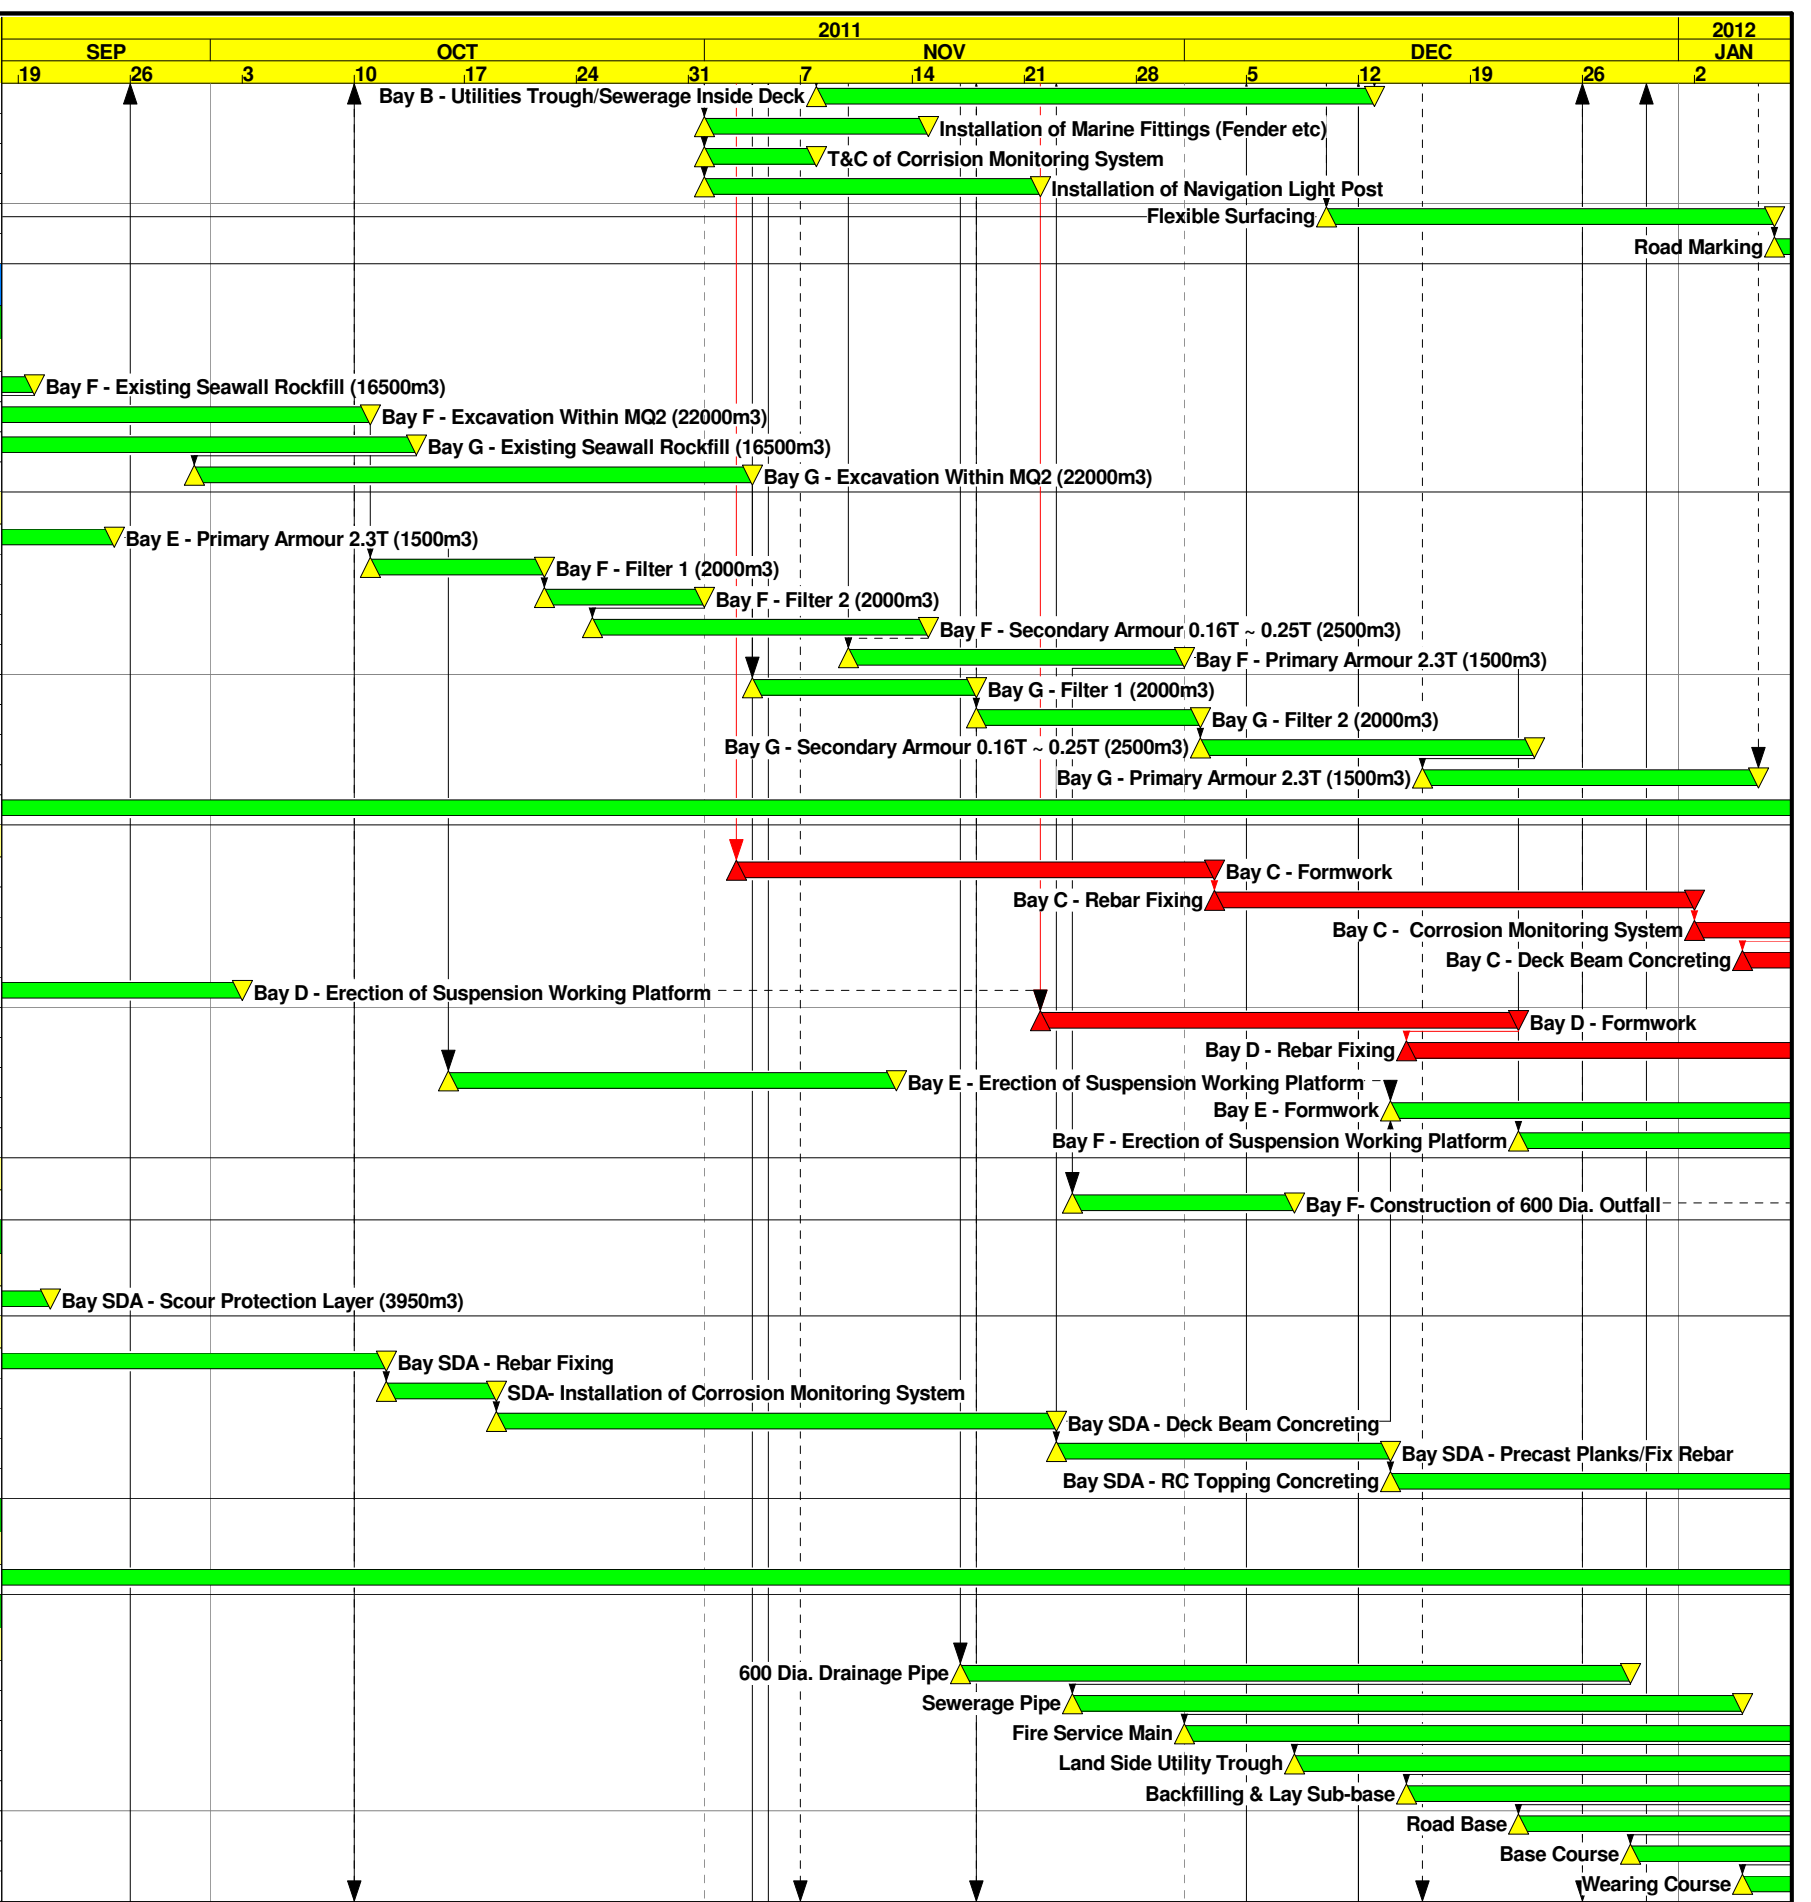 2011 2012
SEP OCT NOV DEC JAN
19 26 3 10 17 24 31 7 14 21 28 5 12 19 26 2
Bay B - Utilities Trough/Sewerage Inside Deck
Installation of Marine Fittings (Fender etc)
T&C of Corrision Monitoring System
Installation of Navigation Light Post
Flexible Surfacing
Road Marking
Bay F - Existing Seawall Rockfill (16500m3)
Bay F - Excavation Within MQ2 (22000m3)
Bay G - Existing Seawall Rockfill (16500m3)
Bay G - Excavation Within MQ2 (22000m3)
Bay E - Primary Armour 2.3T (1500m3)
Bay F - Filter 1 (2000m3)
Bay F - Filter 2 (2000m3)
Bay F - Secondary Armour 0.16T ~ 0.25T (2500m3)
Bay F - Primary Armour 2.3T (1500m3)
Bay G - Filter 1 (2000m3)
Bay G - Filter 2 (2000m3)
Bay G - Secondary Armour 0.16T ~ 0.25T (2500m3)
Bay G - Primary Armour 2.3T (1500m3)
Bay C - Formwork
Bay C - Rebar Fixing
Bay C - Corrosion Monitoring System
Bay C - Deck Beam Concreting
Bay D - Erection of Suspension Working Platform
Bay D - Formwork
Bay D - Rebar Fixing
Bay E - Erection of Suspension Working Platform
Bay E - Formwork
Bay F - Erection of Suspension Working Platform
Bay F- Construction of 600 Dia. Outfall
Bay SDA - Scour Protection Layer (3950m3)
Bay SDA - Rebar Fixing
SDA- Installation of Corrosion Monitoring System
Bay SDA - Deck Beam Concreting
Bay SDA - Precast Planks/Fix Rebar
Bay SDA - RC Topping Concreting
600 Dia. Drainage Pipe
Sewerage Pipe
Fire Service Main
Land Side Utility Trough
Backfilling & Lay Sub-base
Road Base
Base Course
Wearing Course